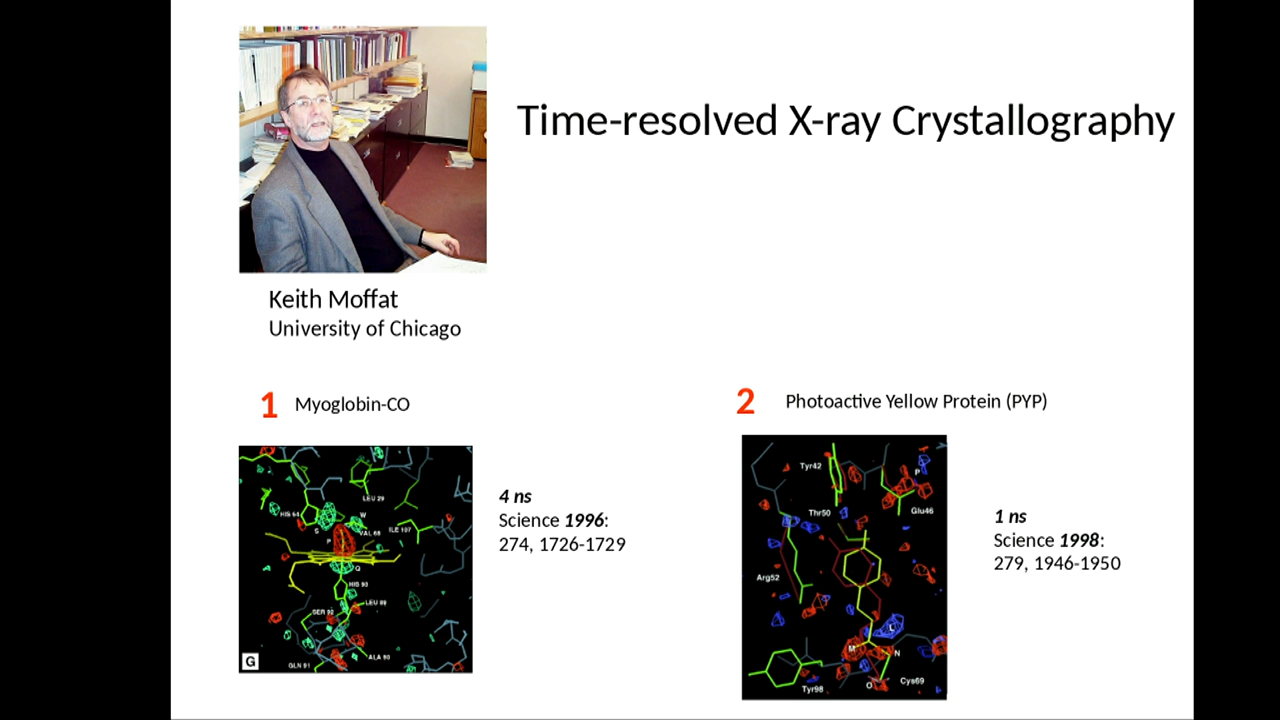 Time-resolved X-ray Crystallography
Keith Moffat
University of Chicago
1 Myoglobin-CO
LEU 29
HIS 64
W
S
VAL 68
ILE 107
P
Q
HIS 93
LEU 89
SER 92
ALA 90
G
GLN 91
4 ns
Science 1996:
274, 1726-1729
2 Photoactive Yellow Protein (PYP)
Tyr42
P
Thr50
Glu46
Arg52
L
M
N
O
Cys69
Tyr98
1 ns
Science 1998:
279, 1946-1950